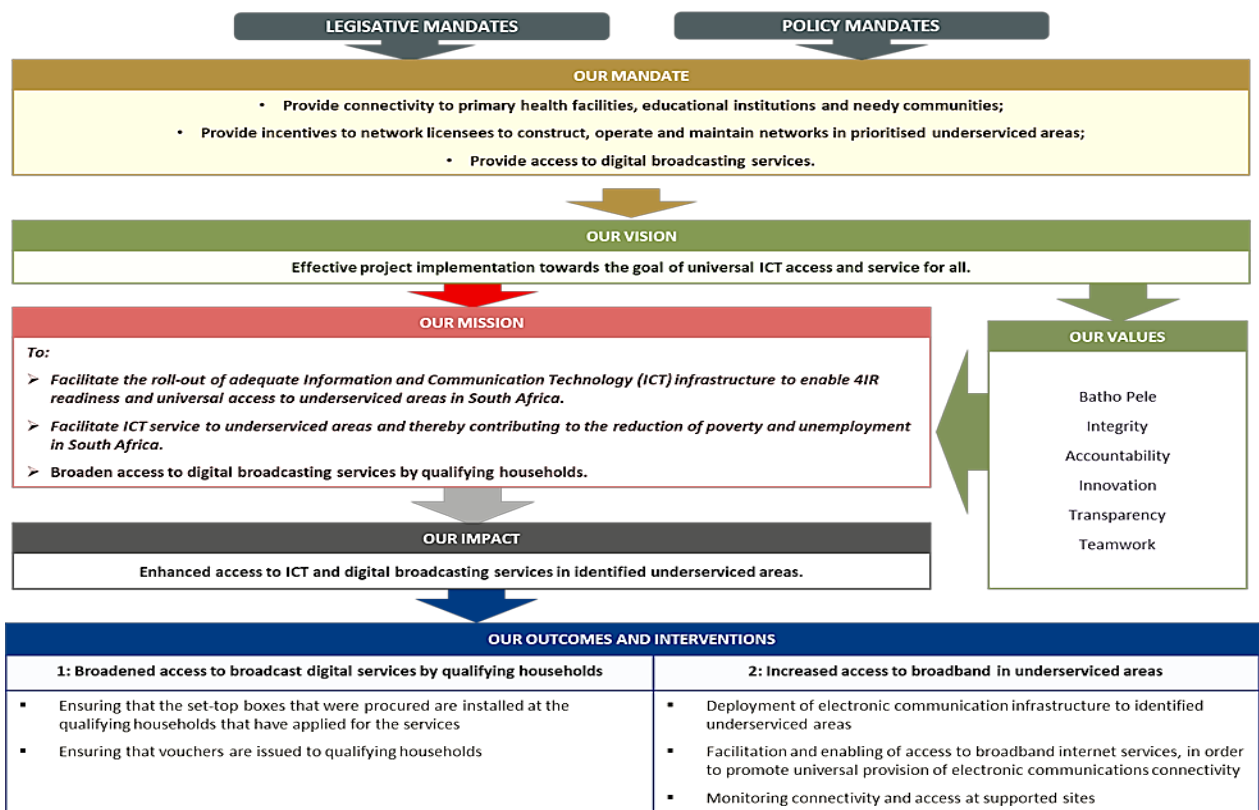 LEGISATIVE MANDATES
POLICY MANDATES
OUR MANDATE
• Provide connectivity to primary health facilities, educational institutions and needy communities;
• Provide incentives to network licensees to construct, operate and maintain networks in prioritised underserviced areas;
• Provide access to digital broadcasting services.
OUR VISION
Effective project implementation towards the goal of universal ICT access and service for all.
OUR MISSION
To:
➢ Facilitate the roll-out of adequate Information and Communication Technology (ICT) infrastructure to enable 4IR
readiness and universal access to underserviced areas in South Africa.
➢ Facilitate ICT service to underserviced areas and thereby contributing to the reduction of poverty and unemployment
in South Africa.
➢ Broaden access to digital broadcasting services by qualifying households.
OUR VALUES
Batho Pele
Integrity
Accountability
Innovation
Transparency
Teamwork
OUR IMPACT
Enhanced access to ICT and digital broadcasting services in identified underserviced areas.
OUR OUTCOMES AND INTERVENTIONS
1: Broadened access to broadcast digital services by qualifying households
▪ Ensuring that the set-top boxes that were procured are installed at the
qualifying households that have applied for the services
▪ Ensuring that vouchers are issued to qualifying households
2: Increased access to broadband in underserviced areas
▪ Deployment of electronic communication infrastructure to identified
underserviced areas
▪ Facilitation and enabling of access to broadband internet services, in order
to promote universal provision of electronic communications connectivity
▪ Monitoring connectivity and access at supported sites